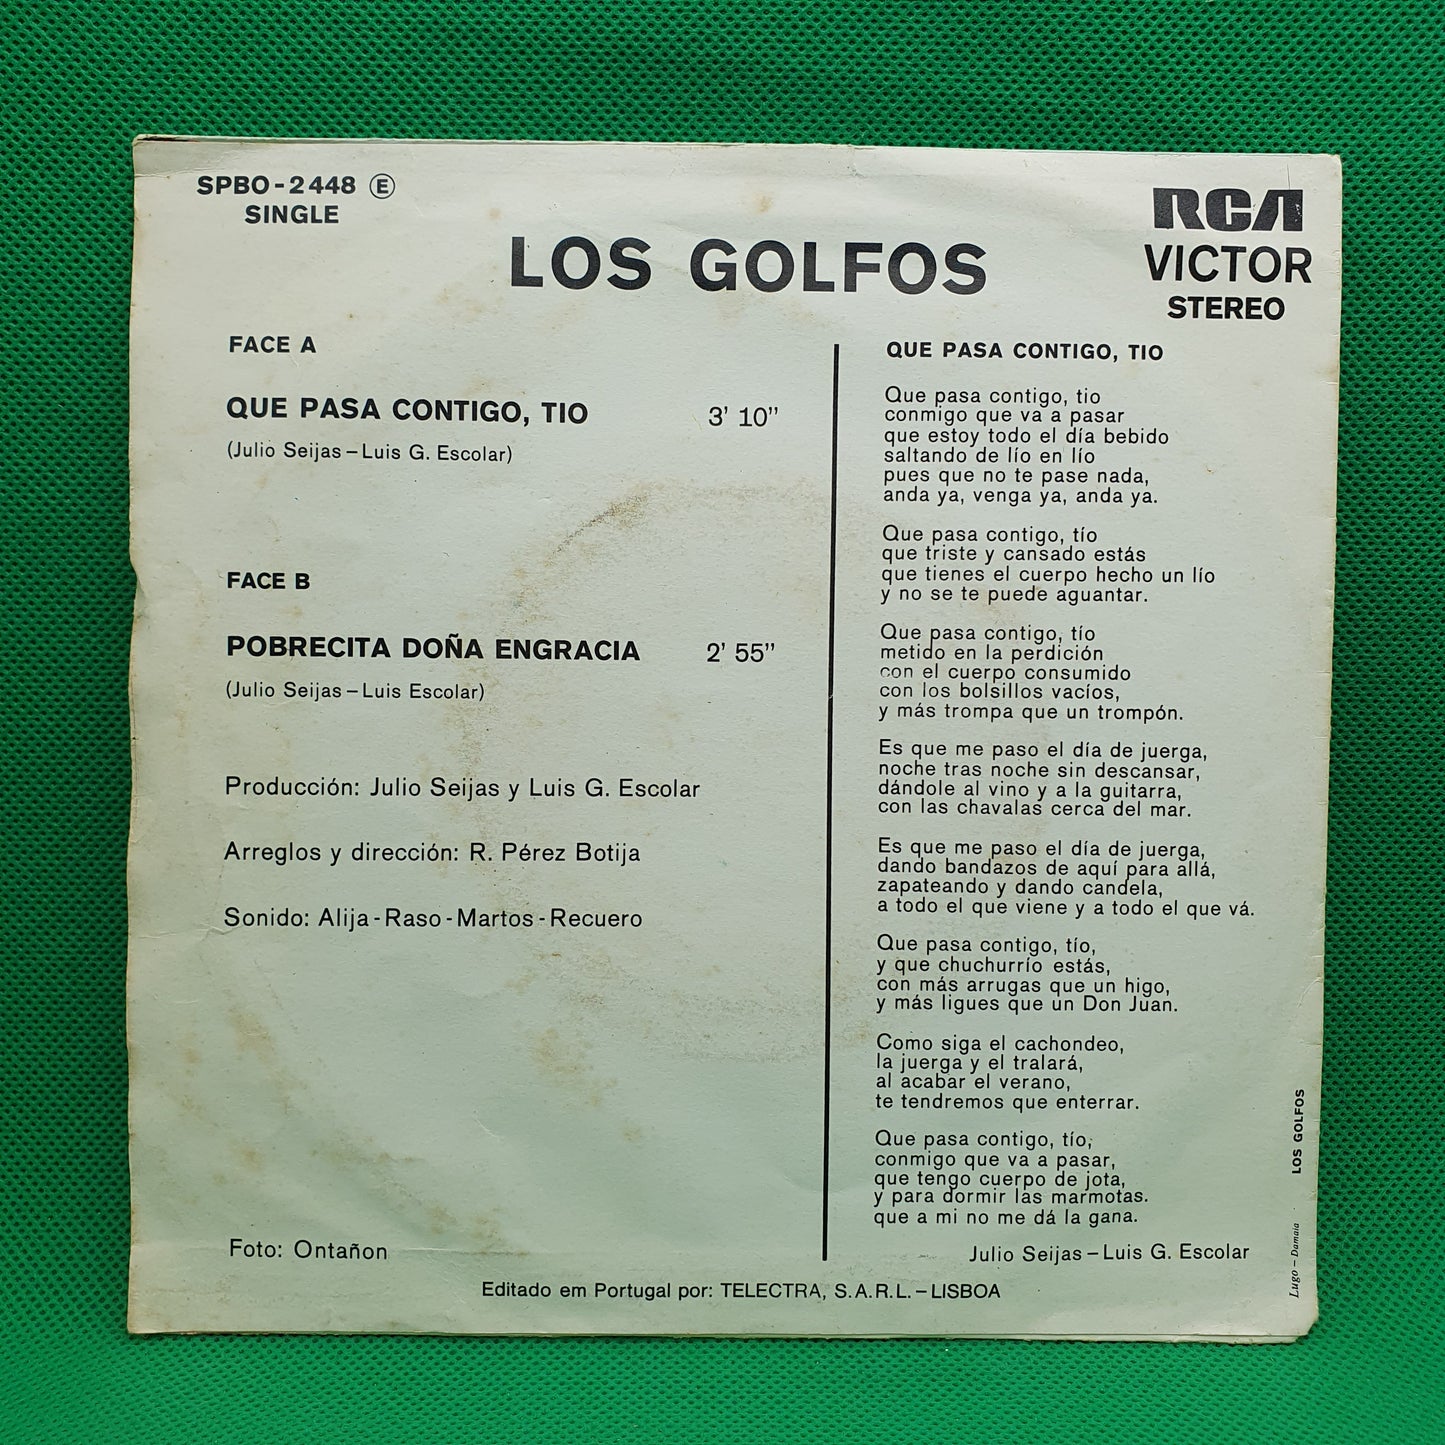 SPBO-2448 Ⓔ
SINGLE
RCA
VICTOR
STEREO
LOS GOLFOS
FACE A
QUE PASA CONTIGO, TIO 3' 10"
(Julio Seijas – Luis G. Escolar)
FACE B
POBRECITA DOÑA ENGRACIA 2' 55"
(Julio Seijas – Luis Escolar)
Producción: Julio Seijas y Luis G. Escolar
Arreglos y dirección: R. Pérez Botija
Sonido: Alija - Raso - Martos - Recuero
Foto: Ontañon
QUE PASA CONTIGO, TIO
Que pasa contigo, tio
conmigo que va a pasar
que estoy todo el día bebido
saltando de lío en lío
pues que no te pase nada,
anda ya, venga ya, anda ya.
Que pasa contigo, tío
que triste y cansado estás
que tienes el cuerpo hecho un lío
y no se te puede aguantar.
Que pasa contigo, tío
metido en la perdición
con el cuerpo consumido
con los bolsillos vacíos,
y más trompa que un trompón.
Es que me paso el día de juerga,
noche tras noche sin descansar,
dándole al vino y a la guitarra,
con las chavalas cerca del mar.
Es que me paso el día de juerga,
dando bandazos de aquí para allá,
zapateando y dando candela,
a todo el que viene y a todo el que vá.
Que pasa contigo, tío,
y que chuchurrío estás,
con más arrugas que un higo,
y más ligues que un Don Juan.
Como siga el cachondeo,
la juerga y el tralará,
al acabar el verano,
te tendremos que enterrar.
Que pasa contigo, tío,
conmigo que va a pasar,
que tengo cuerpo de jota,
y para dormir las marmotas.
que a mi no me dá la gana.
Julio Seijas – Luis G. Escolar
Editado em Portugal por: TELECTRA, S.A.R.L. – LISBOA
LOS GOLFOS
Lugo – Damaia